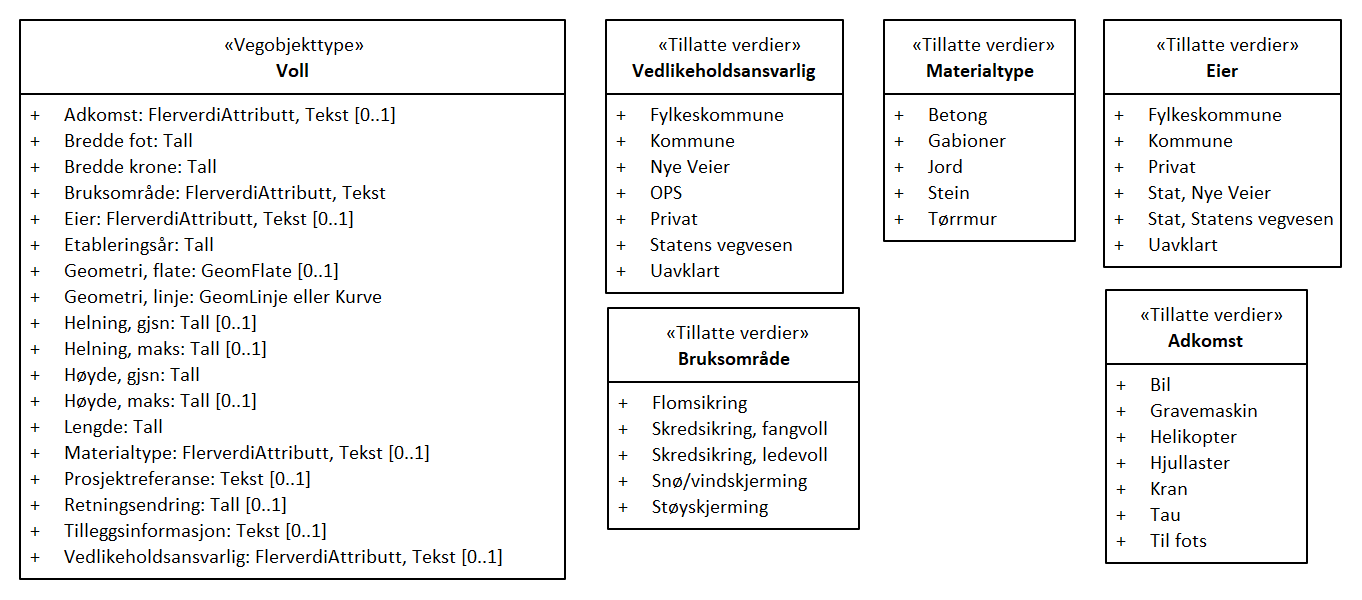 «Vegobjekttype»
Voll
+ Adkomst: FlerverdiAttributt, Tekst [0..1]
+ Bredde fot: Tall
+ Bredde krone: Tall
+ Bruksområde: FlerverdiAttributt, Tekst
+ Eier: FlerverdiAttributt, Tekst [0..1]
+ Etableringsår: Tall
+ Geometri, flate: GeomFlate [0..1]
+ Geometri, linje: GeomLinje eller Kurve
+ Helning, gjsn: Tall [0..1]
+ Helning, maks: Tall [0..1]
+ Høyde, gjsn: Tall
+ Høyde, maks: Tall [0..1]
+ Lengde: Tall
+ Materialtype: FlerverdiAttributt, Tekst [0..1]
+ Prosjektreferanse: Tekst [0..1]
+ Retningsendring: Tall [0..1]
+ Tilleggsinformasjon: Tekst [0..1]
+ Vedlikeholdsansvarlig: FlerverdiAttributt, Tekst [0..1]
«Tillatte verdier»
Vedlikeholdsansvarlig
+ Fylkeskommune
+ Kommune
+ Nye Veier
+ OPS
+ Privat
+ Statens vegvesen
+ Uavklart
«Tillatte verdier»
Bruksområde
+ Flomsikring
+ Skredsikring, fangvoll
+ Skredsikring, ledevoll
+ Snø/vindskjerming
+ Støyskjerming
«Tillatte verdier»
Materialtype
+ Betong
+ Gabioner
+ Jord
+ Stein
+ Tørrmur
«Tillatte verdier»
Eier
+ Fylkeskommune
+ Kommune
+ Privat
+ Stat, Nye Veier
+ Stat, Statens vegvesen
+ Uavklart
«Tillatte verdier»
Adkomst
+ Bil
+ Gravemaskin
+ Helikopter
+ Hjullaster
+ Kran
+ Tau
+ Til fots